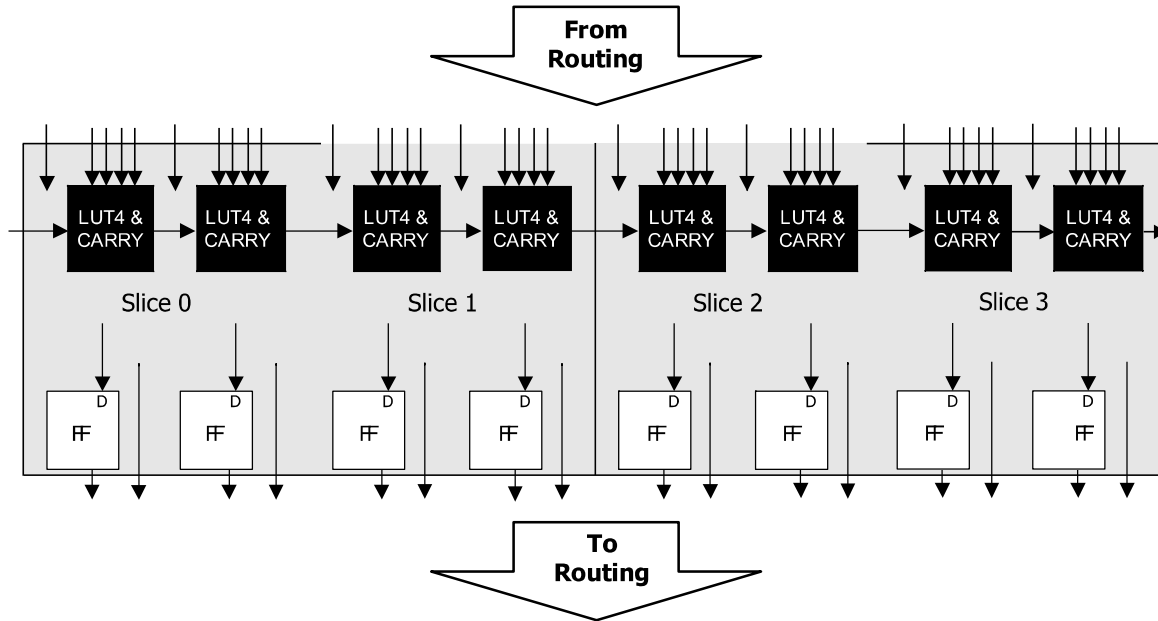 From
Routing
LUT4 &
CARRY
LUT4 &
CARRY
LUT4 &
CARRY
LUT4 &
CARRY
LUT4 &
CARRY
LUT4 &
CARRY
LUT4 &
CARRY
LUT4 &
CARRY
Slice 0
Slice 1
Slice 2
Slice 3
D
FF
D
FF
D
FF
D
FF
D
FF
D
FF
D
FF
D
FF
To
Routing